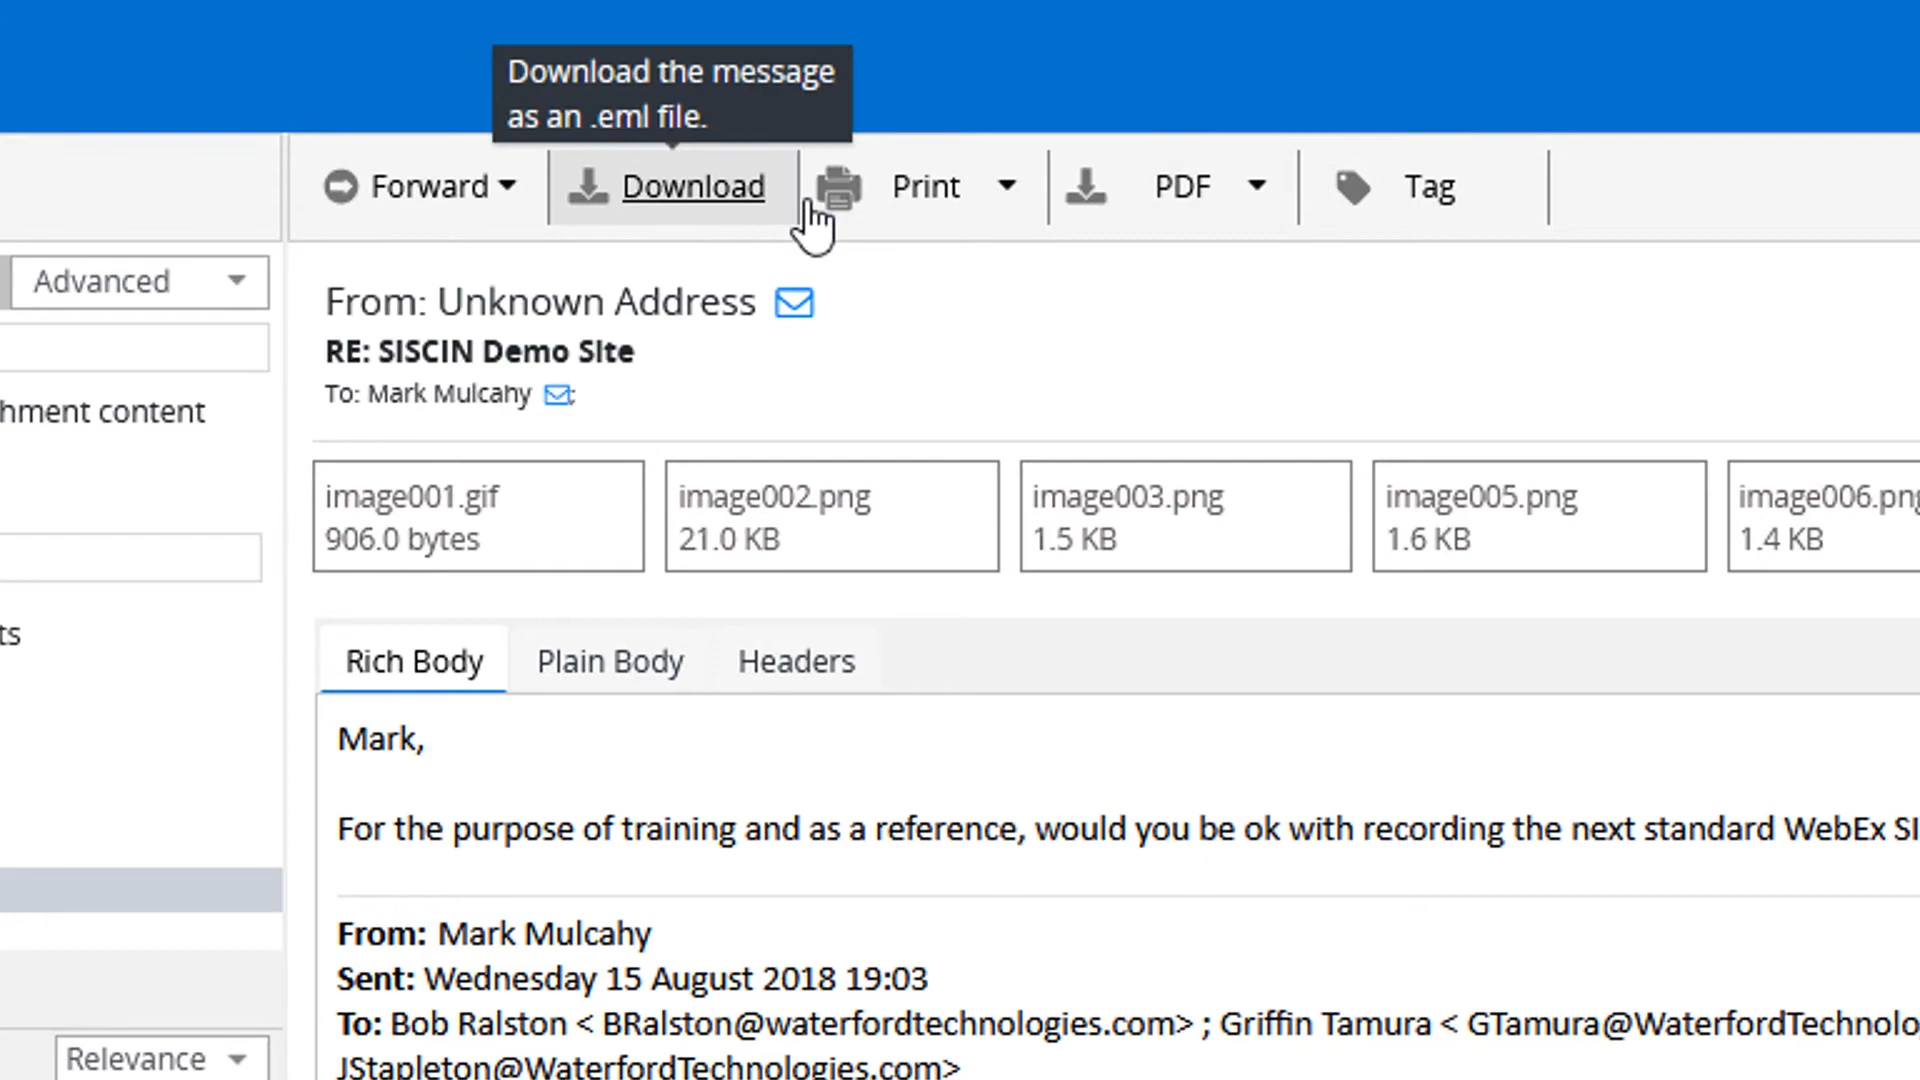 Download the message
as an .eml file.
Forward Download Print PDF Tag
Advanced
From: Unknown Address
RE: SISCIN Demo Site
To: Mark Mulcahy ;
hment content
image001.gif image002.png image003.png image005.png image006.png
906.0 bytes 21.0 KB 1.5 KB 1.6 KB 1.4 KB
ts
Rich Body Plain Body Headers
Mark,
For the purpose of training and as a reference, would you be ok with recording the next standard WebEx SI
From: Mark Mulcahy
Sent: Wednesday 15 August 2018 19:03
To: Bob Ralston < BRalston@waterfordtechnologies.com> ; Griffin Tamura < GTamura@WaterfordTechnolo
Relevance
JStapleton@WaterfordTechnologies.com>